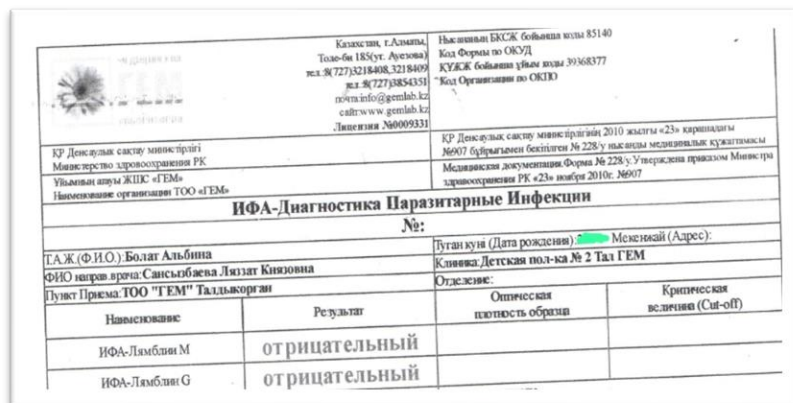 ГЕМ
Казахстан, г.Алматы,
Толе-би 185(уг. Ауезова)
тел.:8(727)3218408,3218409
тел.:8(727)3854351
почта:info@gemlab.kz
сайт:www.gemlab.kz
Лицензия №0009331
Нысананың БКСЖ бойынша коды 85140
Код Формы по ОКУД
ҚҰЖЖ бойынша ұйым коды 39368377
Код Организации по ОКПО
ҚР Денсаулық сақтау министрлігі
Министерство здравоохранения РК
ҚР Денсаулық сақтау министрлігінің 2010 жылғы «23» қарашадағы
№907 бұйрығымен бекітілген № 228/у нысанды медициналық құжаттамасы
Ұйымның атауы ЖШС «ГЕМ»
Наименование организации ТОО «ГЕМ»
Медицинская документация.Форма № 228/у.Утверждена приказом Министра
здравоохранения РК «23» ноября 2010г. №907
ИФА-Диагностика Паразитарные Инфекции
№:
Т.А.Ж.(Ф.И.О.):Болат Альбина
Туган күні (Дата рождения): Мекенжай (Адрес):
ФИО направ.врача:Сансызбаева Ляззат Князовна
Клиника:Детская пол-ка № 2 Тал ГЕМ
Пункт Приема:ТОО "ГЕМ" Талдыкорган
Отделение:
Наименование
Результат
Оптическая
плотность образца
Критическая
величина (Cut-off)
ИФА-Лямблии M
отрицательный
ИФА-Лямблии G
отрицательный